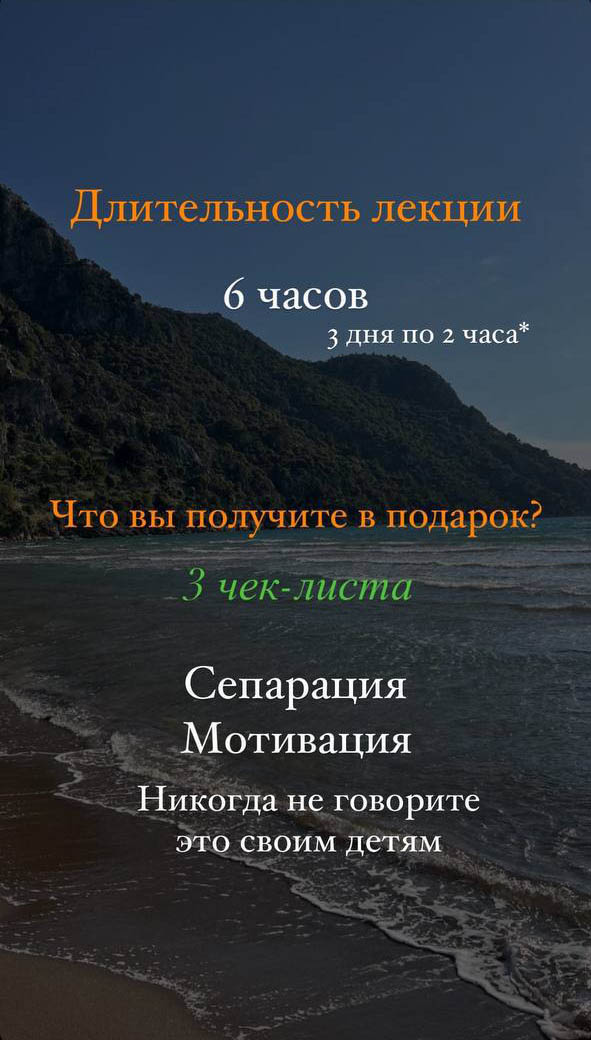 Длительность лекции
6 часов
3 дня по 2 часа*
Что вы получите в подарок?
3 чек-листа
Сепарация
Мотивация
Никогда не говорите
это своим детям